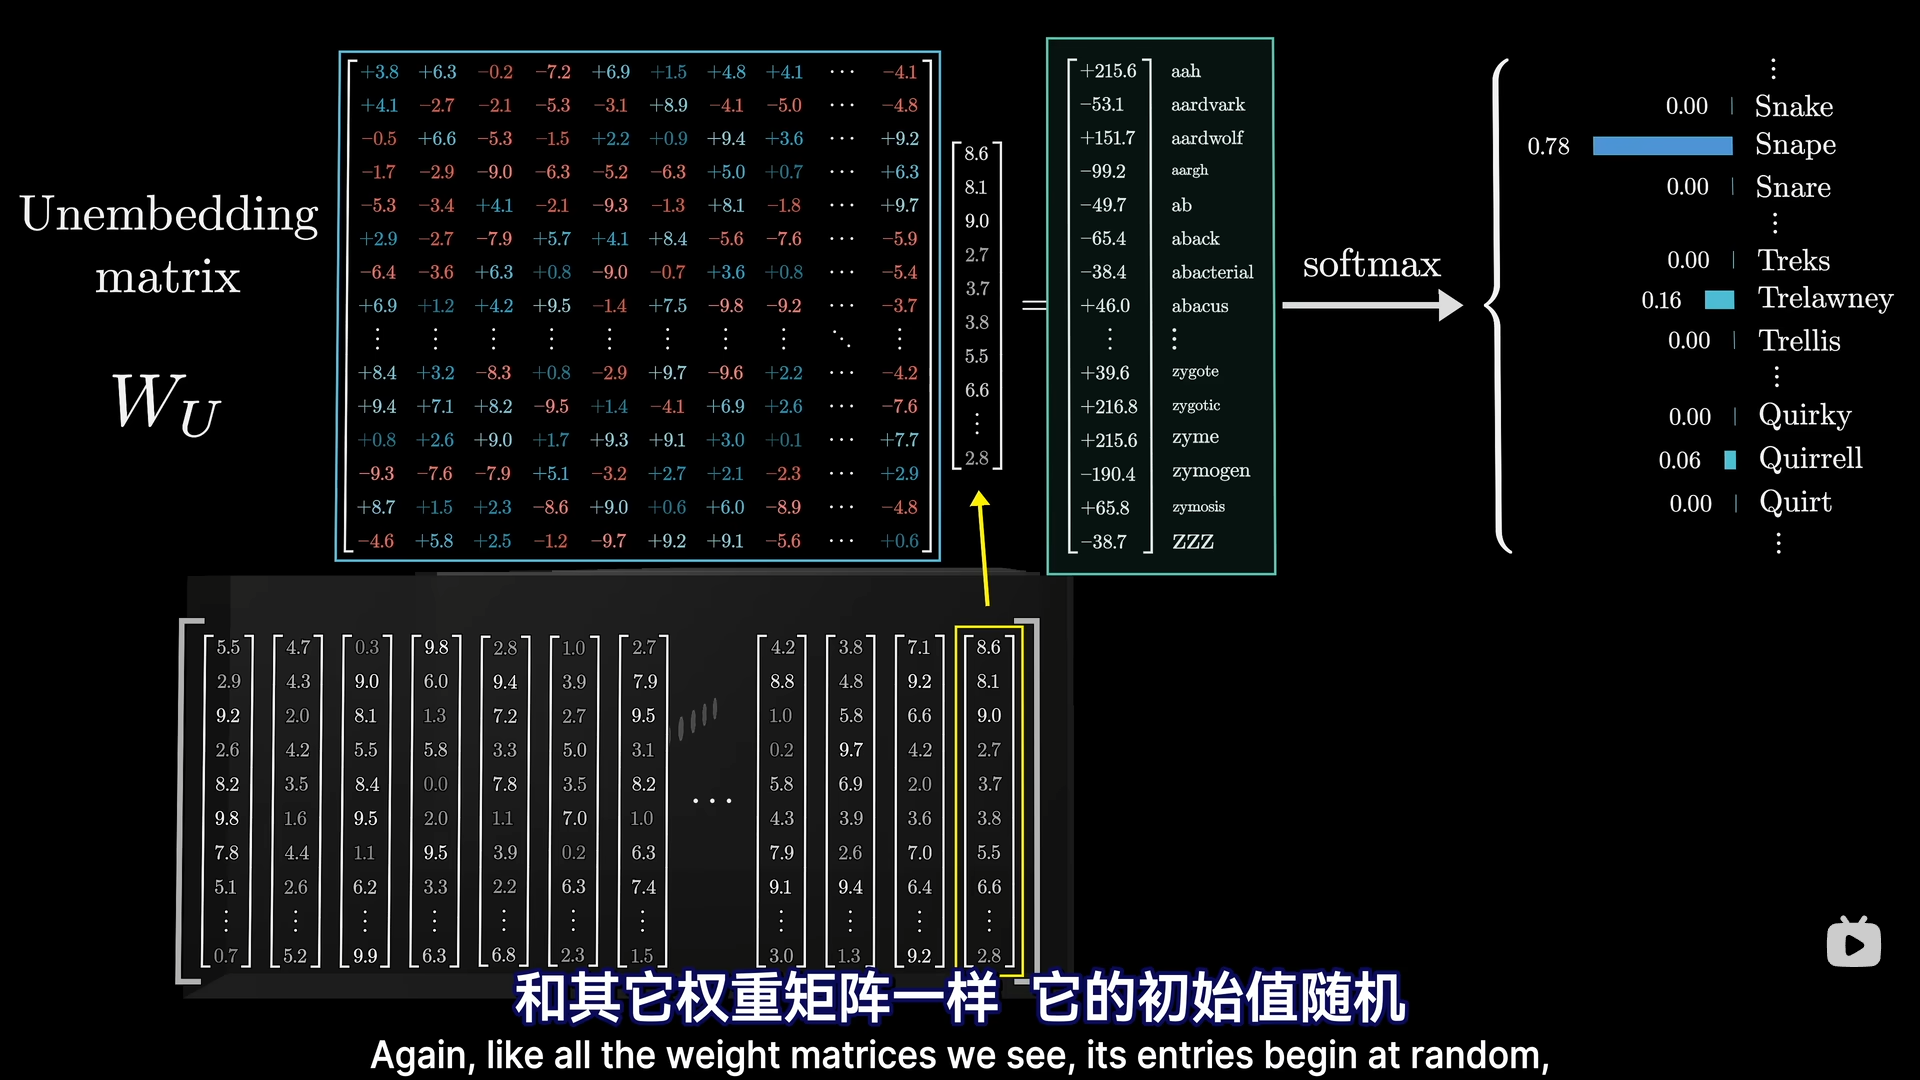 Unembedding
matrix
W_U
+3.8 +6.3 −0.2 −7.2 +6.9 +1.5 +4.8 +4.1 ⋯ −4.1
+4.1 −2.7 −2.1 −5.3 −3.1 +8.9 −4.1 −5.0 ⋯ −4.8
−0.5 +6.6 −5.3 −1.5 +2.2 +0.9 +9.4 +3.6 ⋯ +9.2
−1.7 −2.9 −9.0 −6.3 −5.2 −6.3 +5.0 +0.7 ⋯ +6.3
−5.3 −3.4 +4.1 −2.1 −9.3 −1.3 +8.1 −1.8 ⋯ +9.7
+2.9 −2.7 −7.9 +5.7 +4.1 +8.4 −5.6 −7.6 ⋯ −5.9
−6.4 −3.6 +6.3 +0.8 −9.0 −0.7 +3.6 +0.8 ⋯ −5.4
+6.9 +1.2 +4.2 +9.5 −1.4 +7.5 −9.8 −9.2 ⋯ −3.7
⋮ ⋮ ⋮ ⋮ ⋮ ⋮ ⋮ ⋮ ⋱ ⋮
+8.4 +3.2 −8.3 +0.8 −2.9 +9.7 −9.6 +2.2 ⋯ −4.2
+9.4 +7.1 +8.2 −9.5 +1.4 −4.1 +6.9 +2.6 ⋯ −7.6
+0.8 +2.6 +9.0 +1.7 +9.3 +9.1 +3.0 +0.1 ⋯ +7.7
−9.3 −7.6 −7.9 +5.1 −3.2 +2.7 +2.1 −2.3 ⋯ +2.9
+8.7 +1.5 +2.3 −8.6 +9.0 +0.6 +6.0 −8.9 ⋯ −4.8
−4.6 +5.8 +2.5 −1.2 −9.7 +9.2 +9.1 −5.6 ⋯ +0.6
8.6
8.1
9.0
2.7
3.7
3.8
5.5
6.6
⋮
2.8
=
+215.6 aah
−53.1 aardvark
+151.7 aardwolf
−99.2 aargh
−49.7 ab
−65.4 aback
−38.4 abacterial
+46.0 abacus
⋮ ⋮
+39.6 zygote
+216.8 zygotic
+215.6 zyme
−190.4 zymogen
+65.8 zymosis
−38.7 ZZZ
softmax
⋮
0.00 Snake
0.78 Snape
0.00 Snare
⋮
0.00 Treks
0.16 Trelawney
0.00 Trellis
⋮
0.00 Quirky
0.06 Quirrell
0.00 Quirt
⋮
5.5 4.7 0.3 9.8 2.8 1.0 2.7 4.2 3.8 7.1 8.6
2.9 4.3 9.0 6.0 9.4 3.9 7.9 8.8 4.8 9.2 8.1
9.2 2.0 8.1 1.3 7.2 2.7 9.5 1.0 5.8 6.6 9.0
2.6 4.2 5.5 5.8 3.3 5.0 3.1 0.2 9.7 4.2 2.7
8.2 3.5 8.4 0.0 7.8 3.5 8.2 ⋯ 5.8 6.9 2.0 3.7
9.8 1.6 9.5 2.0 1.1 7.0 1.0 4.3 3.9 3.6 3.8
7.8 4.4 1.1 9.5 3.9 0.2 6.3 7.9 2.6 7.0 5.5
5.1 2.6 6.2 3.3 2.2 6.3 7.4 9.1 9.4 6.4 6.6
⋮ ⋮ ⋮ ⋮ ⋮ ⋮ ⋮ ⋮ ⋮ ⋮ ⋮
0.7 5.2 9.9 6.3 6.8 2.3 1.5 3.0 1.3 9.2 2.8
和其它权重矩阵一样 它的初始值随机
Again, like all the weight matrices we see, its entries begin at random,